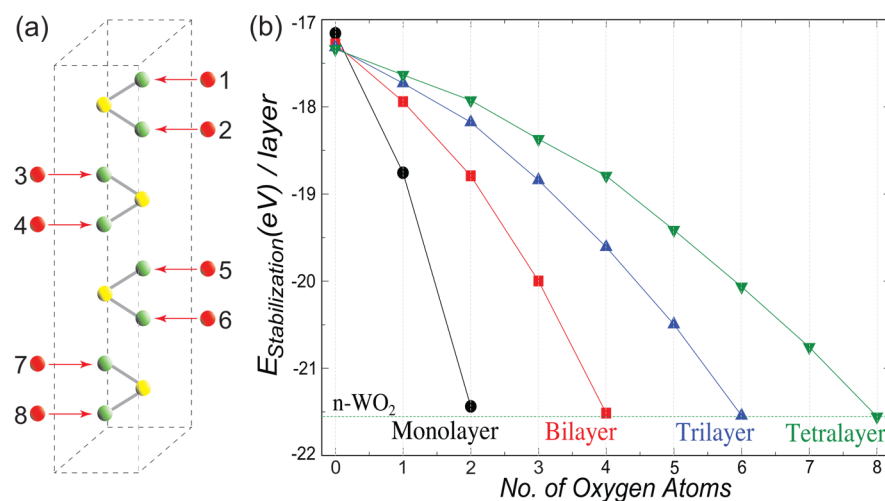 (a)
1
2
3
4
5
6
7
8
(b)
E_Stabilization(eV) / layer
-17
-18
-19
-20
-21
-22
n-WO₂
Monolayer
Bilayer
Trilayer
Tetralayer
0 1 2 3 4 5 6 7 8
No. of Oxygen Atoms